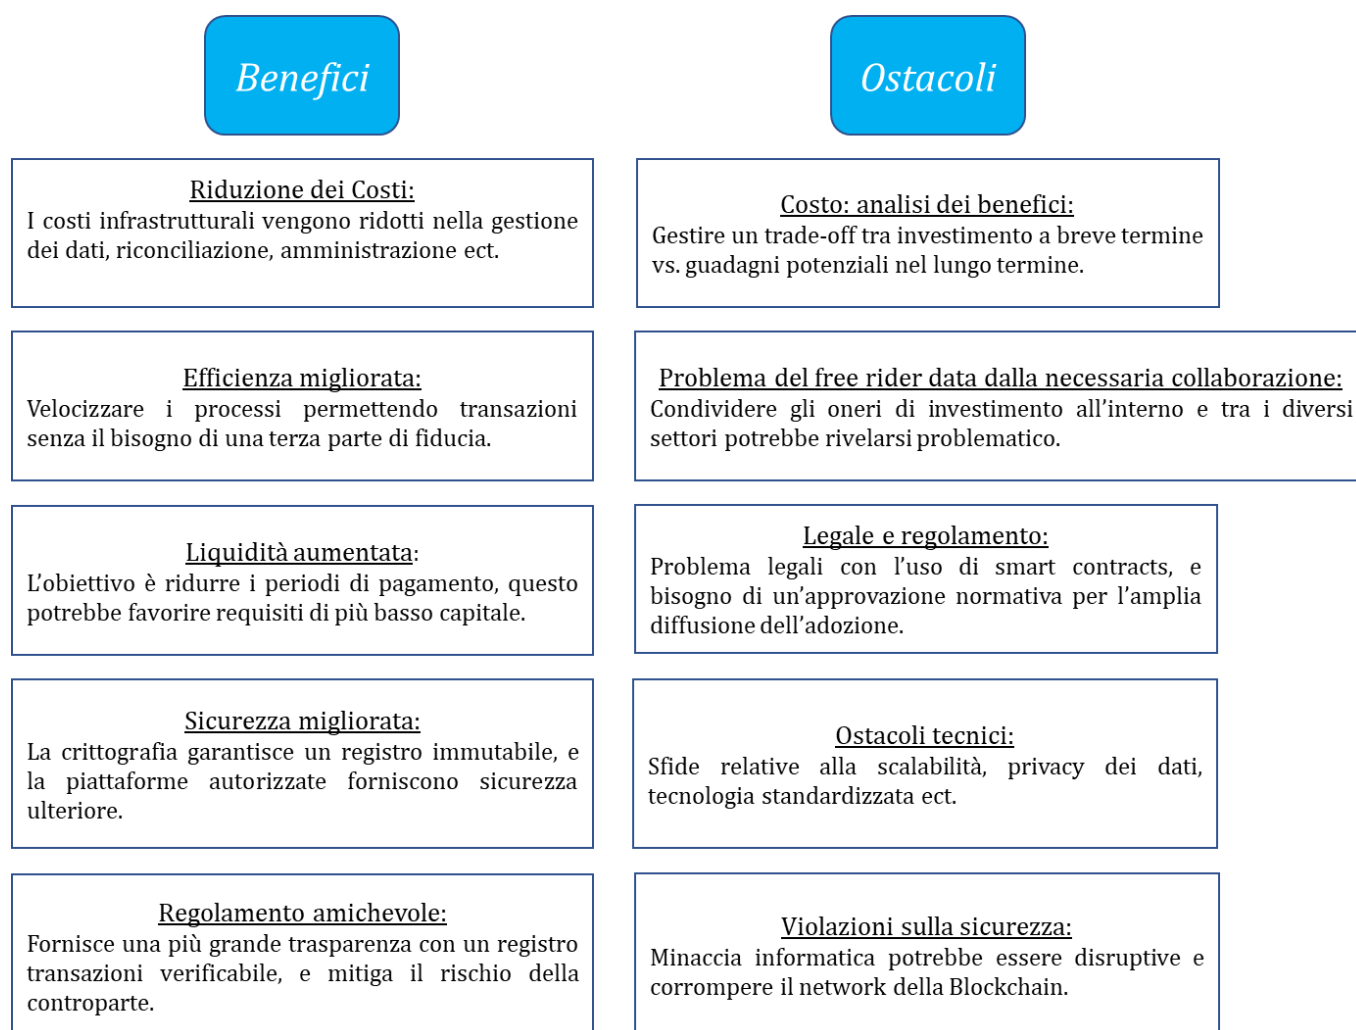 Benefici
Riduzione dei Costi:
I costi infrastrutturali vengono ridotti nella gestione
dei dati, riconciliazione, amministrazione ect.
Efficienza migliorata:
Velocizzare i processi permettendo transazioni
senza il bisogno di una terza parte di fiducia.
Liquidità aumentata:
L’obiettivo è ridurre i periodi di pagamento, questo
potrebbe favorire requisiti di più basso capitale.
Sicurezza migliorata:
La crittografia garantisce un registro immutabile, e
la piattaforme autorizzate forniscono sicurezza
ulteriore.
Regolamento amichevole:
Fornisce una più grande trasparenza con un registro
transazioni verificabile, e mitiga il rischio della
controparte.
Ostacoli
Costo: analisi dei benefici:
Gestire un trade-off tra investimento a breve termine
vs. guadagni potenziali nel lungo termine.
Problema del free rider data dalla necessaria collaborazione:
Condividere gli oneri di investimento all’interno e tra i diversi
settori potrebbe rivelarsi problematico.
Legale e regolamento:
Problema legali con l’uso di smart contracts, e
bisogno di un’approvazione normativa per l’amplia
diffusione dell’adozione.
Ostacoli tecnici:
Sfide relative alla scalabilità, privacy dei dati,
tecnologia standardizzata ect.
Violazioni sulla sicurezza:
Minaccia informatica potrebbe essere disruptive e
corrompere il network della Blockchain.